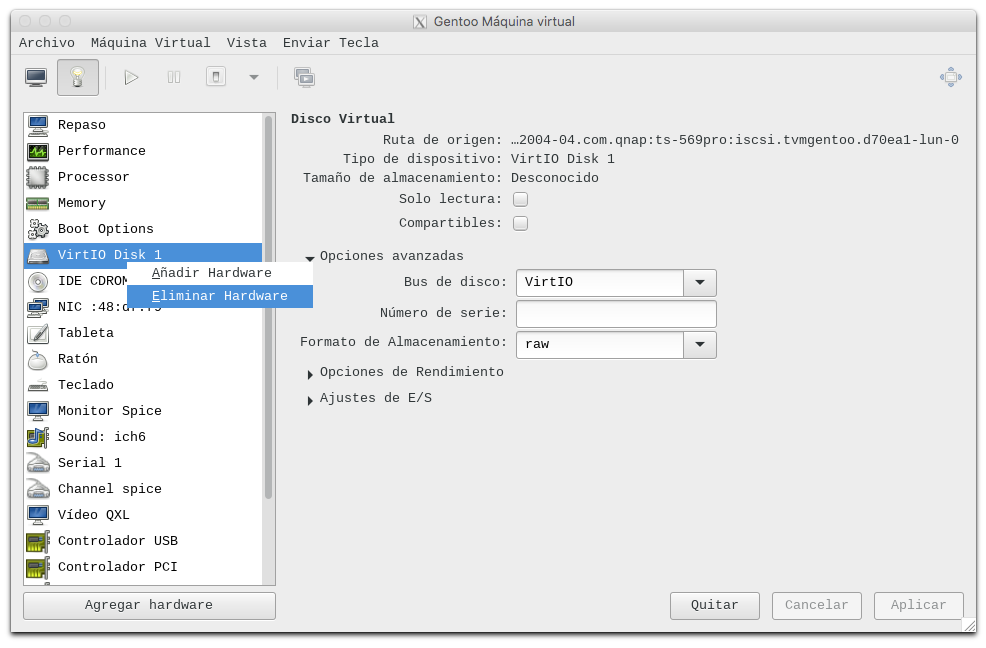 Gentoo Máquina virtual
Archivo Máquina Virtual Vista Enviar Tecla
Repaso
Performance
Processor
Memory
Boot Options
VirtIO Disk 1
IDE CDROM
NIC :48:
Tableta
Ratón
Teclado
Monitor Spice
Sound: ich6
Serial 1
Channel spice
Vídeo QXL
Controlador USB
Controlador PCI
Agregar hardware
Añadir Hardware
Eliminar Hardware
Disco Virtual
Ruta de origen: …2004-04.com.qnap:ts-569pro:iscsi.tvmgentoo.d70ea1-lun-0
Tipo de dispositivo: VirtIO Disk 1
Tamaño de almacenamiento: Desconocido
Solo lectura:
Compartibles:
Opciones avanzadas
Bus de disco: VirtIO
Número de serie:
Formato de Almacenamiento: raw
Opciones de Rendimiento
Ajustes de E/S
Quitar Cancelar Aplicar